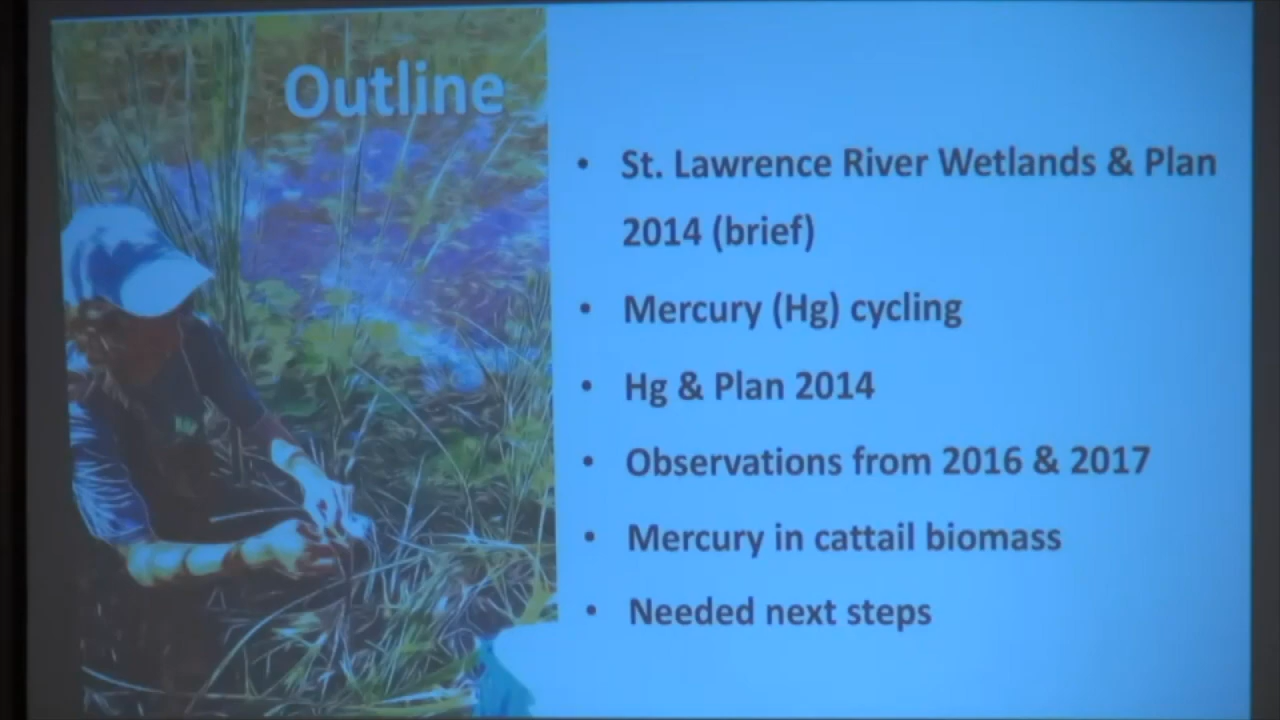 Outline
• St. Lawrence River Wetlands & Plan
2014 (brief)
• Mercury (Hg) cycling
• Hg & Plan 2014
• Observations from 2016 & 2017
• Mercury in cattail biomass
• Needed next steps